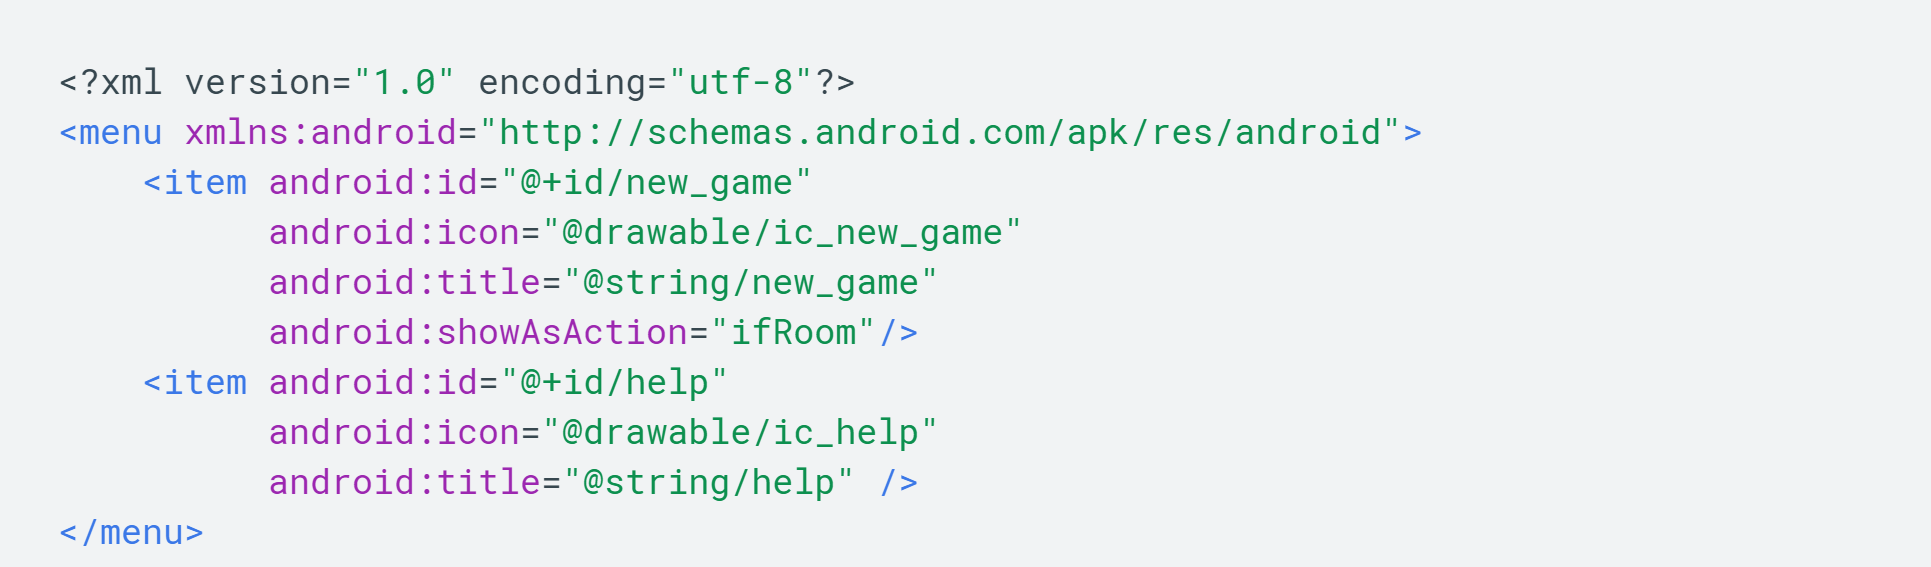 <?xml version="1.0" encoding="utf-8"?>
<menu xmlns:android="http://schemas.android.com/apk/res/android">
    <item android:id="@+id/new_game"
          android:icon="@drawable/ic_new_game"
          android:title="@string/new_game"
          android:showAsAction="ifRoom"/>
    <item android:id="@+id/help"
          android:icon="@drawable/ic_help"
          android:title="@string/help" />
</menu>